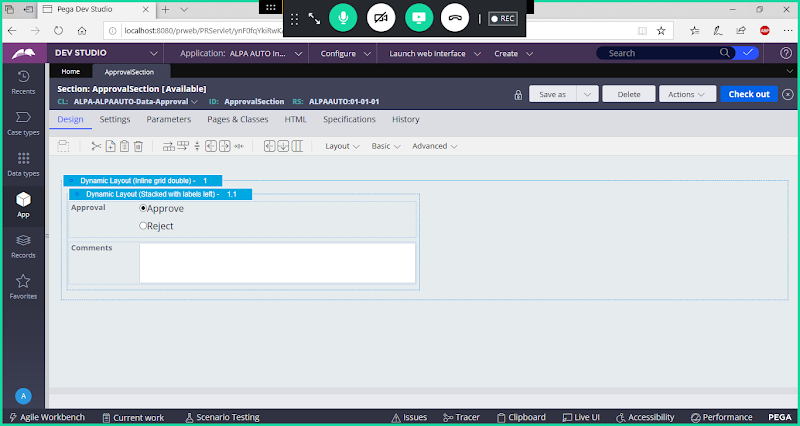 Pega Dev Studio
REC
localhost:8080/prweb/PRServlet/ynF0fqYkiRwK
ABP
DEV STUDIO
Application: ALPA AUTO In...
Configure
Launch web interface
Create
Search
Home
ApprovalSection
Recents
Section: ApprovalSection [Available]
CL: ALPA-ALPAAUTO-Data-Approval ID: ApprovalSection RS: ALPAAUTO:01-01-01
Save as
Delete
Actions
Check out
Design
Settings
Parameters
Pages & Classes
HTML
Specifications
History
Case types
Layout
Basic
Advanced
Data types
Dynamic Layout (Inline grid double) - 1
Dynamic Layout (Stacked with labels left) - 1.1
App
Approval
Approve
Reject
Records
Comments
Favorites
A
Agile Workbench
Current work
Scenario Testing
Issues
Tracer
Clipboard
Live UI
Accessibility
Performance
PEGA